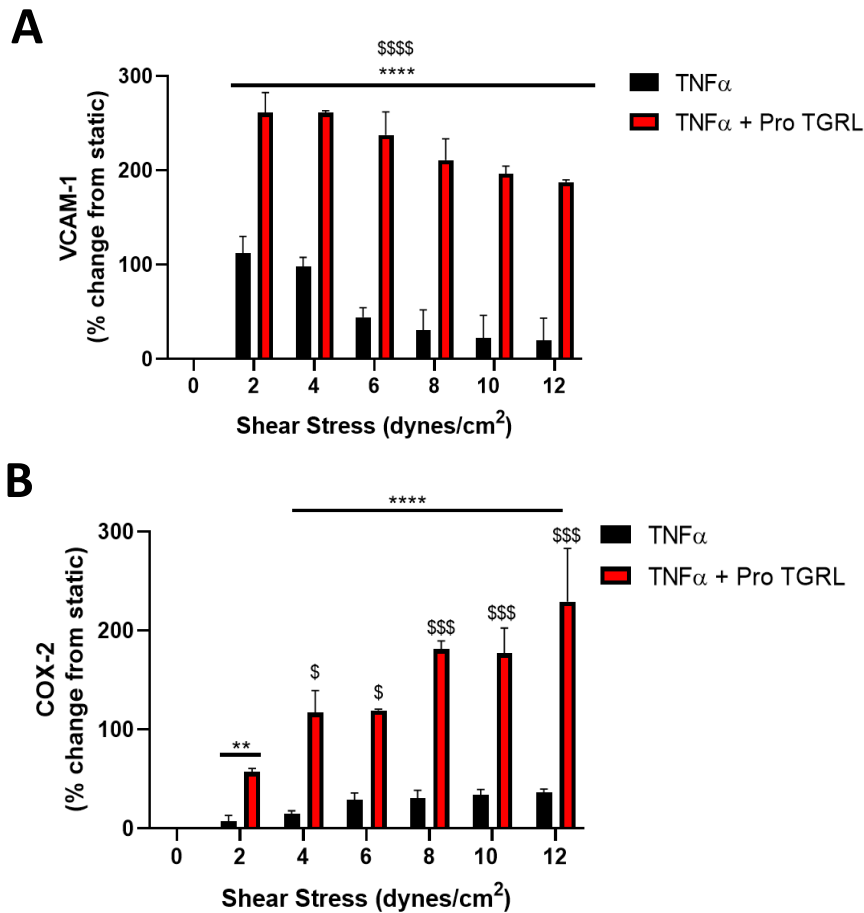 A
$$$$
****
300
200
100
0
VCAM-1
(% change from static)
0 2 4 6 8 10 12
Shear Stress (dynes/cm²)
TNFα
TNFα + Pro TGRL
B
****
300
200
100
0
COX-2
(% change from static)
**
$
$
$$$
$$$
$$$
0 2 4 6 8 10 12
Shear Stress (dynes/cm²)
TNFα
TNFα + Pro TGRL